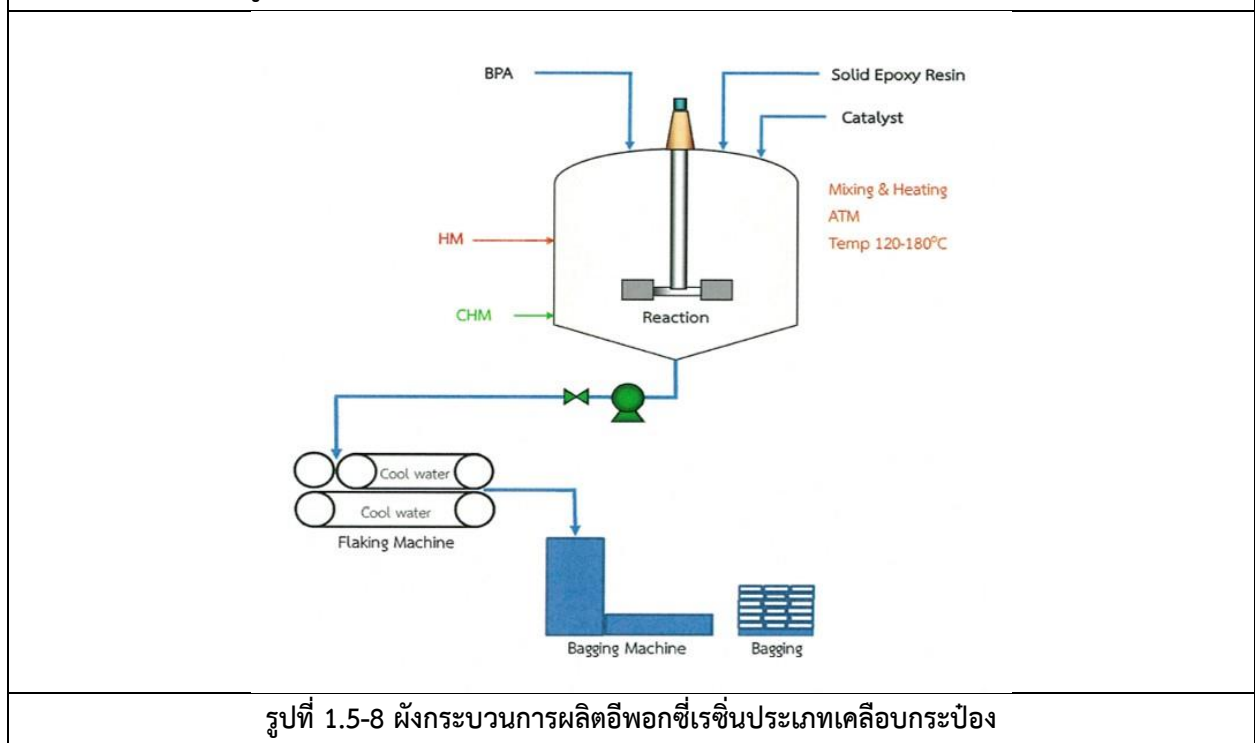 BPA
Solid Epoxy Resin
Catalyst
Mixing & Heating
ATM
Temp 120-180°C
HM
CHM
Reaction
Cool water
Cool water
Flaking Machine
Bagging Machine
Bagging
รูปที่ 1.5-8 ผังกระบวนการผลิตอีพอกซี่เรซิ่นประเภทเคลือบกระป๋อง